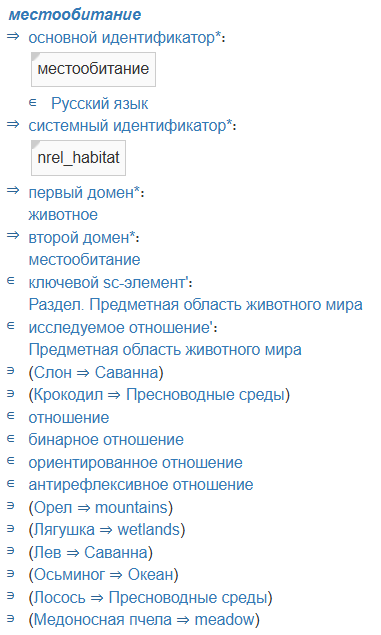 местообитание
⇒ основной идентификатор*:
местообитание
∈ Русский язык
⇒ системный идентификатор*:
nrel_habitat
⇒ первый домен*:
животное
⇒ второй домен*:
местообитание
∈ ключевой sc-элемент':
Раздел. Предметная область животного мира
∈ исследуемое отношение':
Предметная область животного мира
∋ (Слон ⇒ Саванна)
∋ (Крокодил ⇒ Пресноводные среды)
∈ отношение
∈ бинарное отношение
∈ ориентированное отношение
∈ антирефлексивное отношение
∋ (Орел ⇒ mountains)
∋ (Лягушка ⇒ wetlands)
∋ (Лев ⇒ Саванна)
∋ (Осьминог ⇒ Океан)
∋ (Лосось ⇒ Пресноводные среды)
∋ (Медоносная пчела ⇒ meadow)